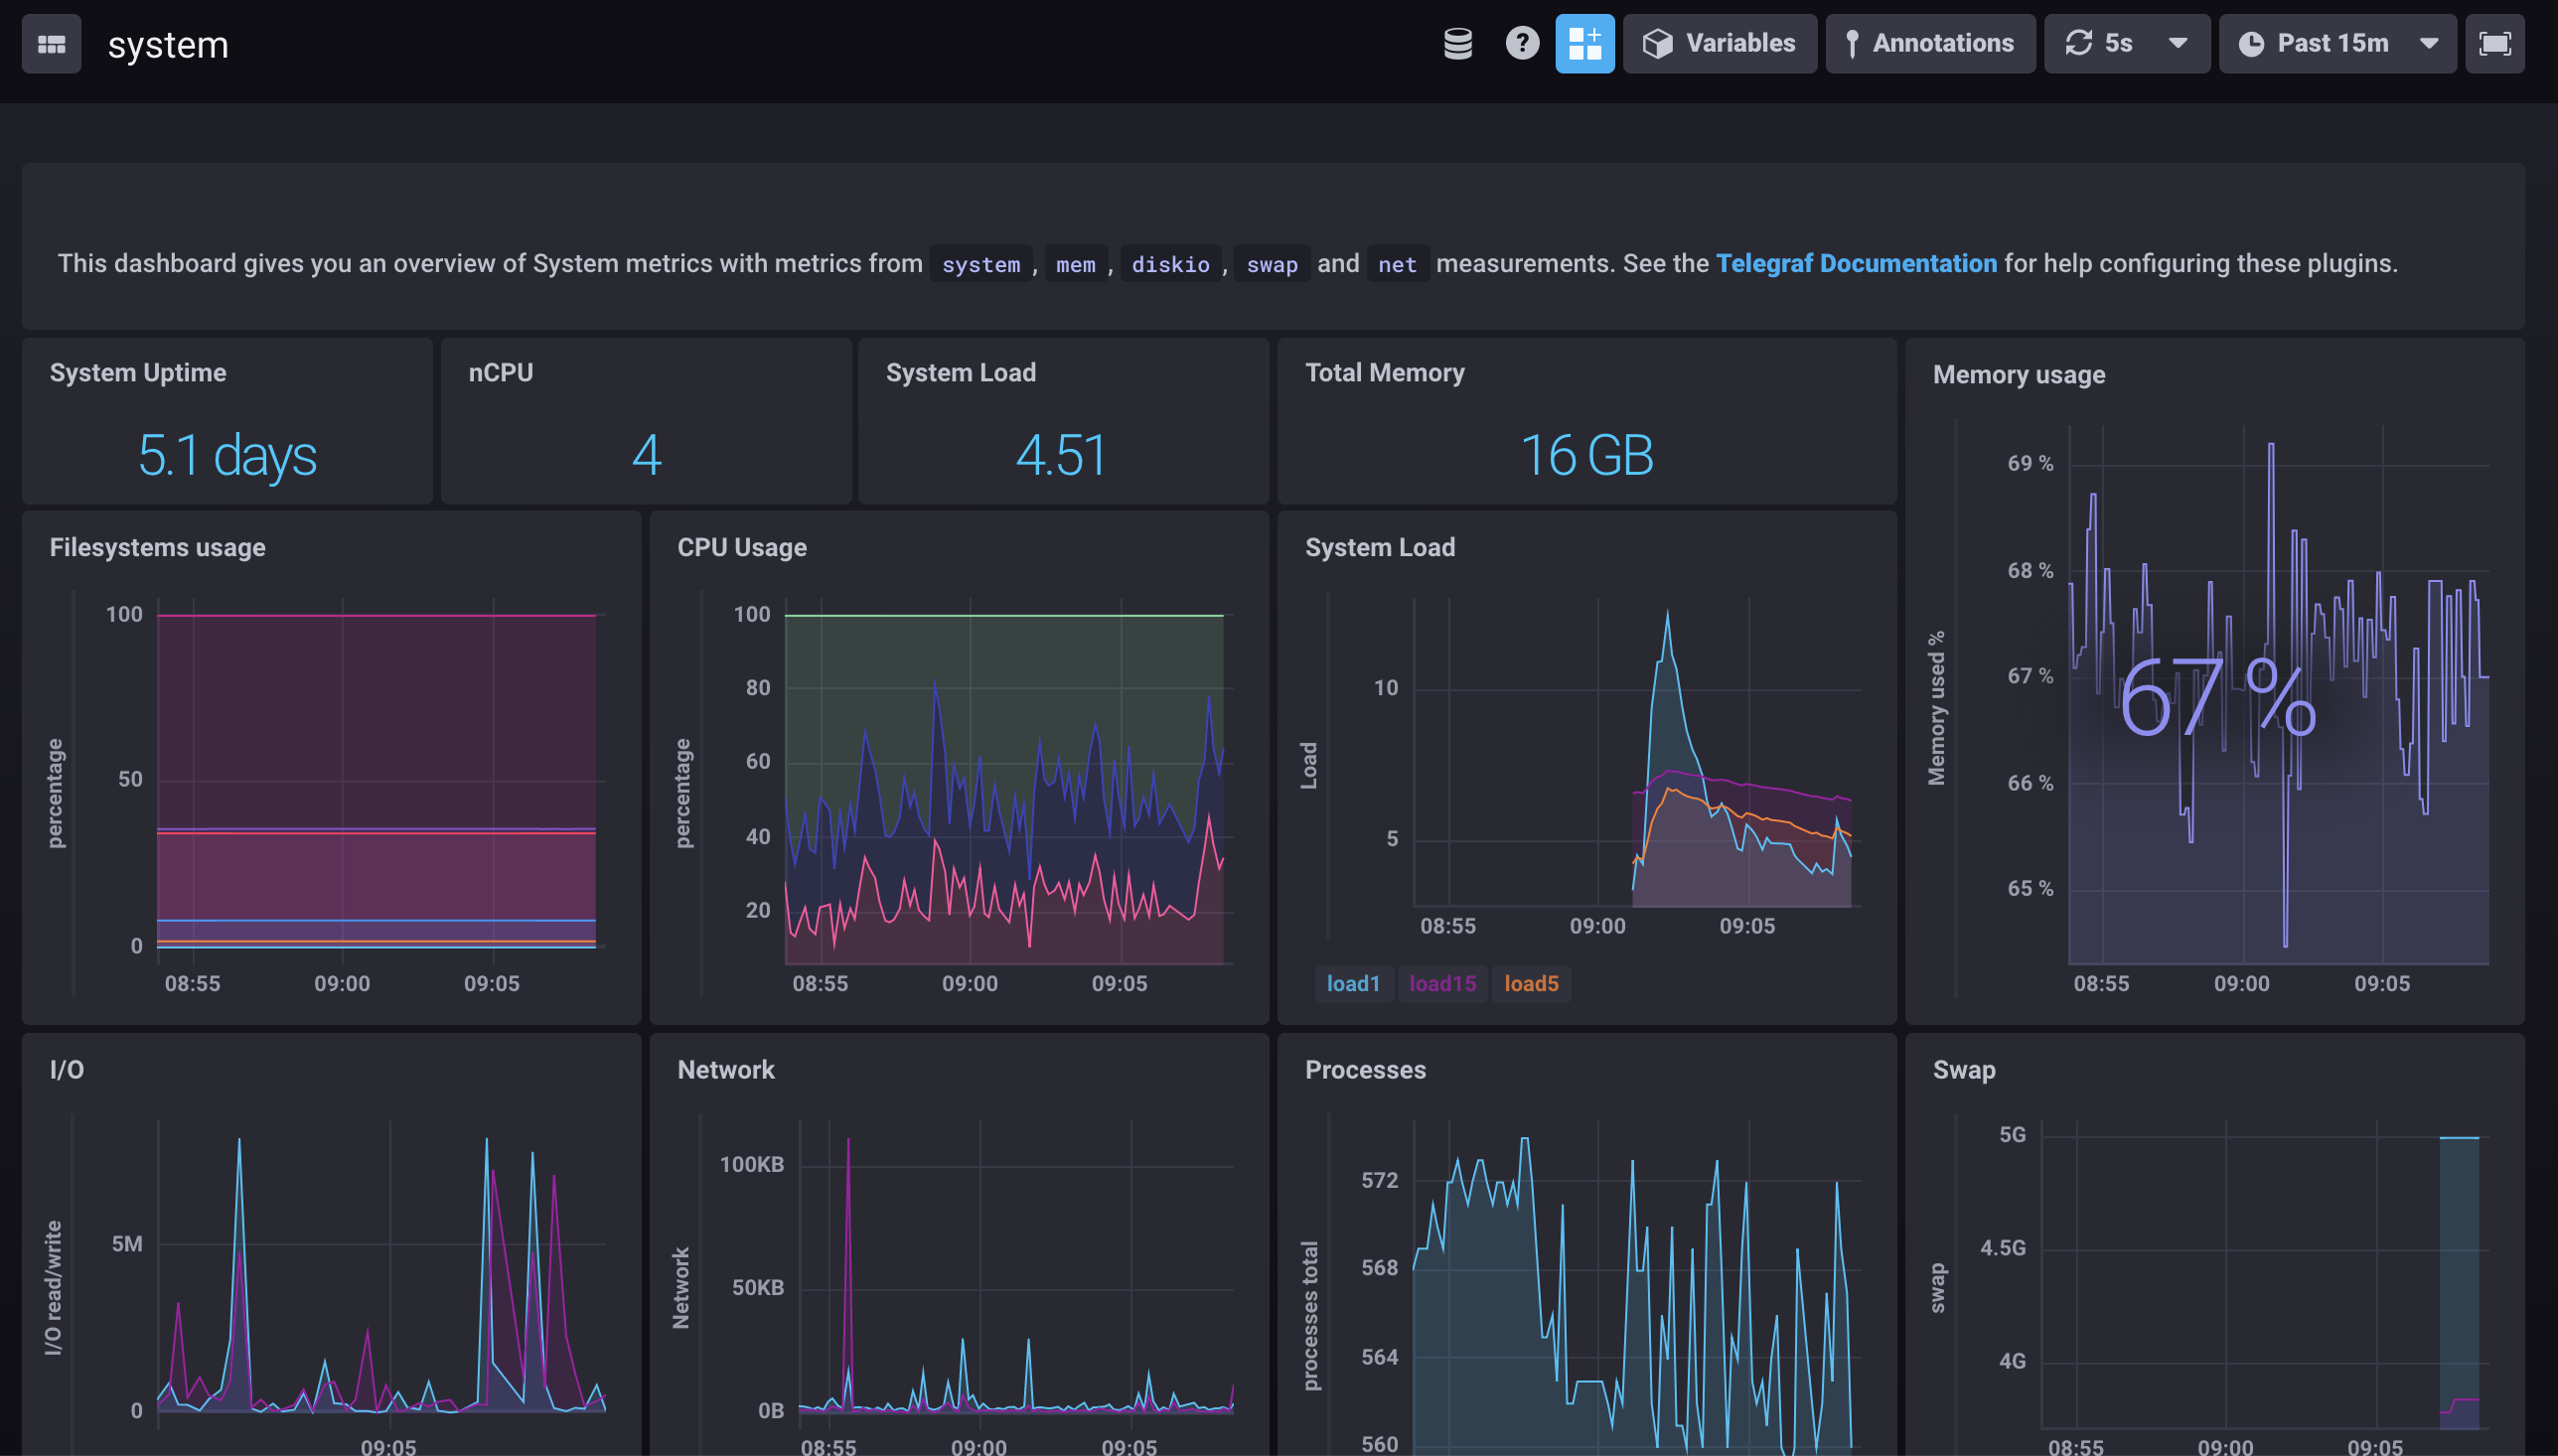 system
? Variables Annotations 5s Past 15m
This dashboard gives you an overview of System metrics with metrics from system , mem , diskio , swap and net measurements. See the Telegraf Documentation for help configuring these plugins.
System Uptime
5.1 days
nCPU
4
System Load
4.51
Total Memory
16 GB
Memory usage
Memory used %
69 %
68 %
67 %
66 %
65 %
67 %
08:55 09:00 09:05
Filesystems usage
percentage
100
50
0
08:55 09:00 09:05
CPU Usage
percentage
100
80
60
40
20
08:55 09:00 09:05
System Load
Load
10
5
08:55 09:00 09:05
load1 load15 load5
I/O
I/O read/write
5M
0
09:05
Network
Network
100KB
50KB
0B
08:55 09:00 09:05
Processes
processes total
572
568
564
560
Swap
swap
5G
4.5G
4G
08:55 09:00 09:05